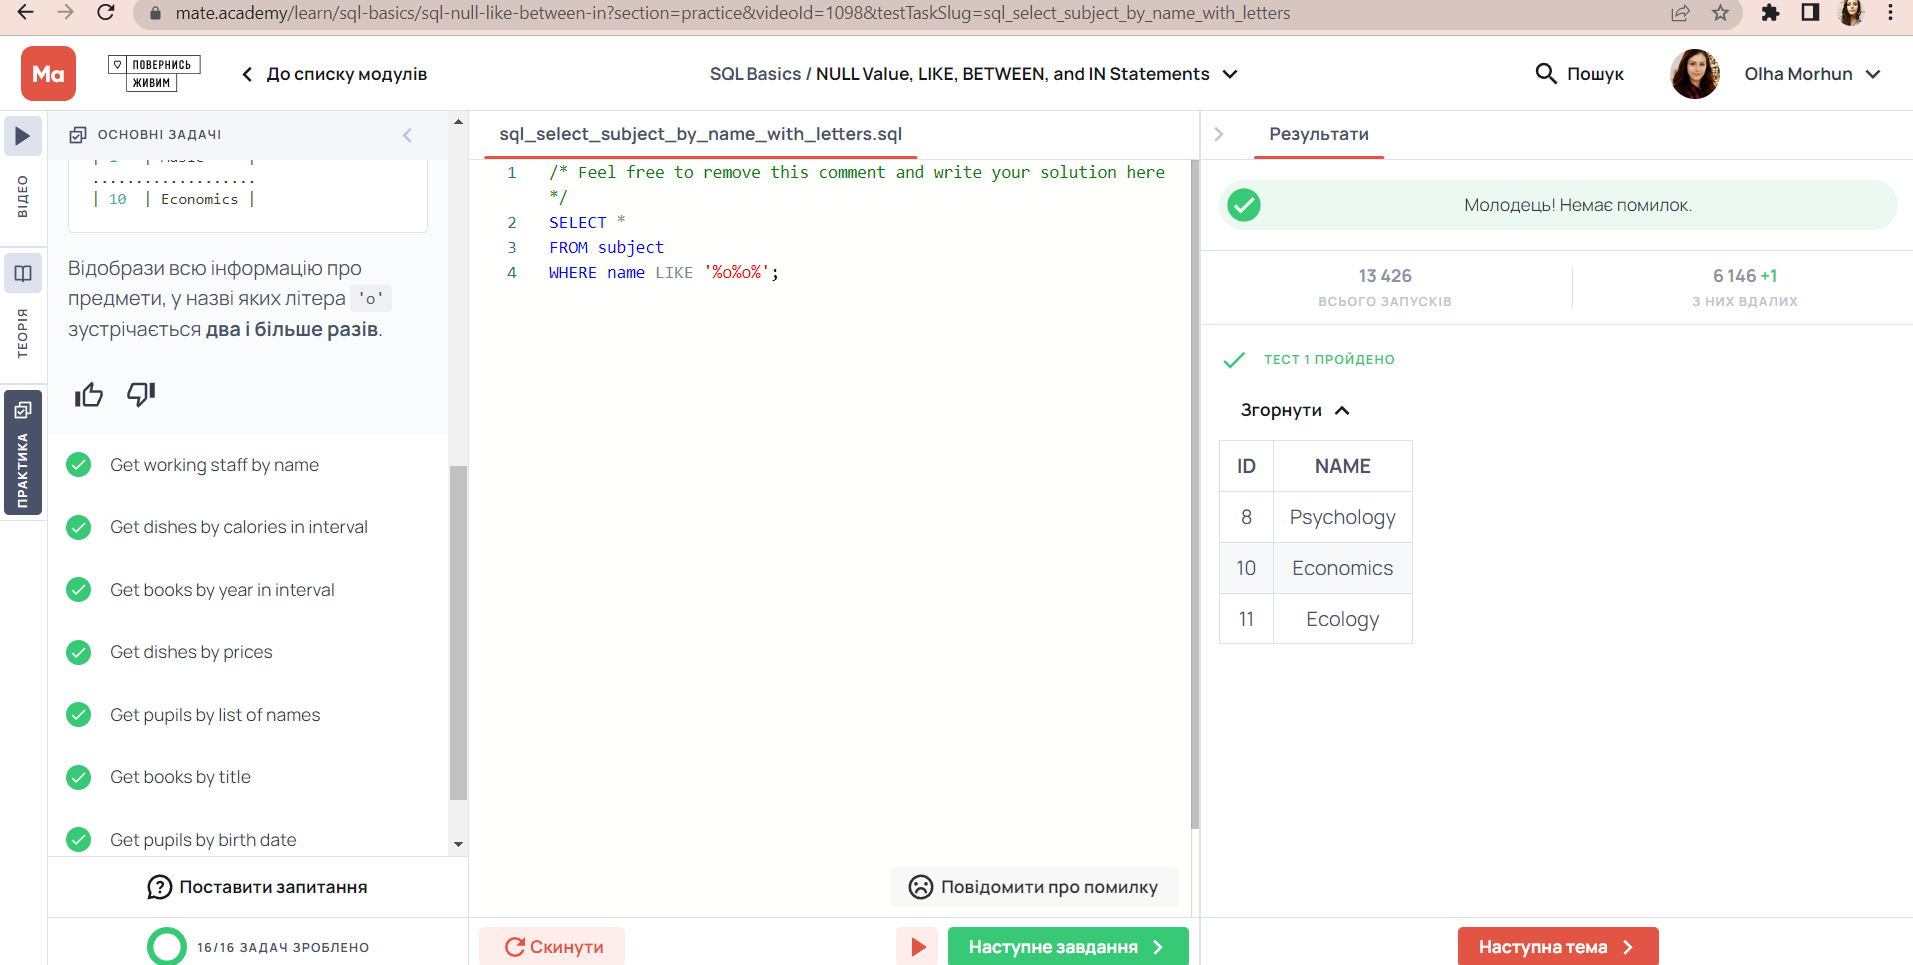 mate.academy/learn/sql-basics/sql-null-like-between-in?section=practice&videoId=1098&testTaskSlug=sql_select_subject_by_name_with_letters
Ma
ПОВЕРНИСЬ
ЖИВИМ
До списку модулів
SQL Basics / NULL Value, LIKE, BETWEEN, and IN Statements
Пошук
Olha Morhun
ВІДЕО
ТЕОРІЯ
ПРАКТИКА
ОСНОВНІ ЗАДАЧІ
...................
| 10 | Economics |
Відобрази всю інформацію про
предмети, у назві яких літера 'o'
зустрічається два і більше разів.
Get working staff by name
Get dishes by calories in interval
Get books by year in interval
Get dishes by prices
Get pupils by list of names
Get books by title
Get pupils by birth date
Поставити запитання
16/16 ЗАДАЧ ЗРОБЛЕНО
sql_select_subject_by_name_with_letters.sql
1 /* Feel free to remove this comment and write your solution here
*/
2 SELECT *
3 FROM subject
4 WHERE name LIKE '%o%o%';
Повідомити про помилку
Скинути
Наступне завдання
Результати
Молодець! Немає помилок.
13 426
ВСЬОГО ЗАПУСКІВ
6 146 +1
З НИХ ВДАЛИХ
ТЕСТ 1 ПРОЙДЕНО
Згорнути
ID NAME
8 Psychology
10 Economics
11 Ecology
Наступна тема